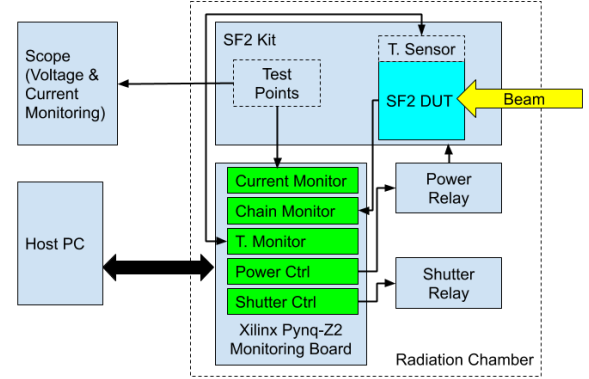 Scope
(Voltage &
Current
Monitoring)
SF2 Kit
T. Sensor
Test
Points
SF2 DUT
Beam
Current Monitor
Chain Monitor
T. Monitor
Power Ctrl
Shutter Ctrl
Xilinx Pynq-Z2
Monitoring Board
Power
Relay
Host PC
Shutter
Relay
Radiation Chamber